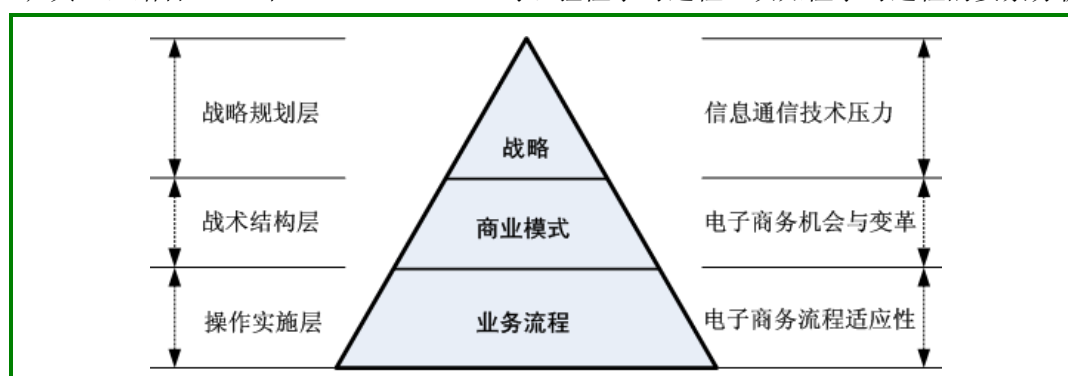 战略规划层
信息通信技术压力
战略
战术结构层
商业模式
电子商务机会与变革
操作实施层
业务流程
电子商务流程适应性